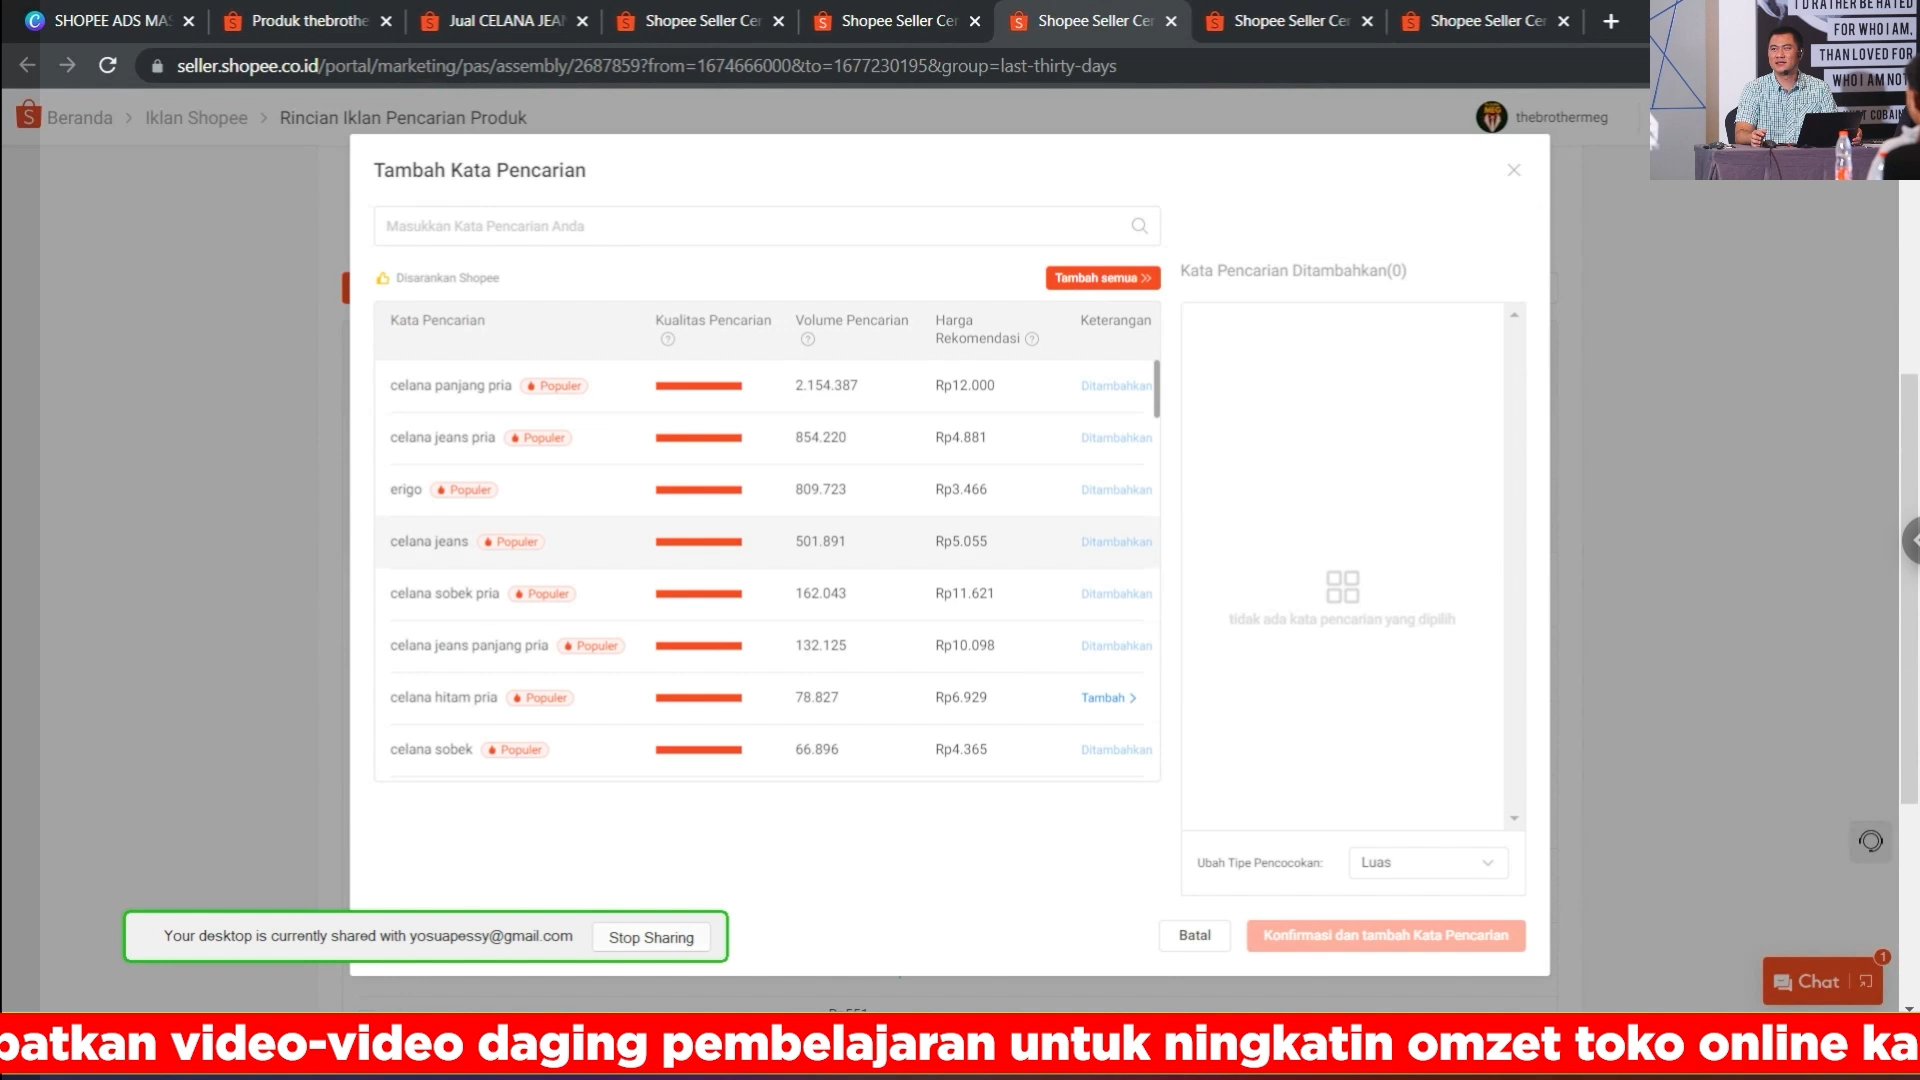 SHOPEE ADS MAS
Produk thebrothe
Jual CELANA JEAN
Shopee Seller Cer
Shopee Seller Cer
Shopee Seller Cer
Shopee Seller Cer
Shopee Seller Cer
seller.shopee.co.id/portal/marketing/pas/assembly/2687859?from=1674666000&to=1677230195&group=last-thirty-days
I'D RATHER BE HATED
FOR WHO I AM,
THAN LOVED FOR
WHO I AM NOT
COBAIN
Beranda > Iklan Shopee > Rincian Iklan Pencarian Produk
thebrothermeg
Tambah Kata Pencarian
Masukkan Kata Pencarian Anda
Disarankan Shopee
Tambah semua
Kata Pencarian Ditambahkan(0)
Kata Pencarian Kualitas Pencarian Volume Pencarian Harga Rekomendasi Keterangan
celana panjang pria Populer 2.154.387 Rp12.000 Ditambahkan
celana jeans pria Populer 854.220 Rp4.881 Ditambahkan
erigo Populer 809.723 Rp3.466 Ditambahkan
celana jeans Populer 501.891 Rp5.055 Ditambahkan
celana sobek pria Populer 162.043 Rp11.621 Ditambahkan
celana jeans panjang pria Populer 132.125 Rp10.098 Ditambahkan
celana hitam pria Populer 78.827 Rp6.929 Tambah >
celana sobek Populer 66.896 Rp4.365 Ditambahkan
tidak ada kata pencarian yang dipilih
Ubah Tipe Pencocokan: Luas
Your desktop is currently shared with yosuapessy@gmail.com Stop Sharing
Batal
Konfirmasi dan tambah Kata Pencarian
Chat
1
patkan video-video daging pembelajaran untuk ningkatin omzet toko online ka